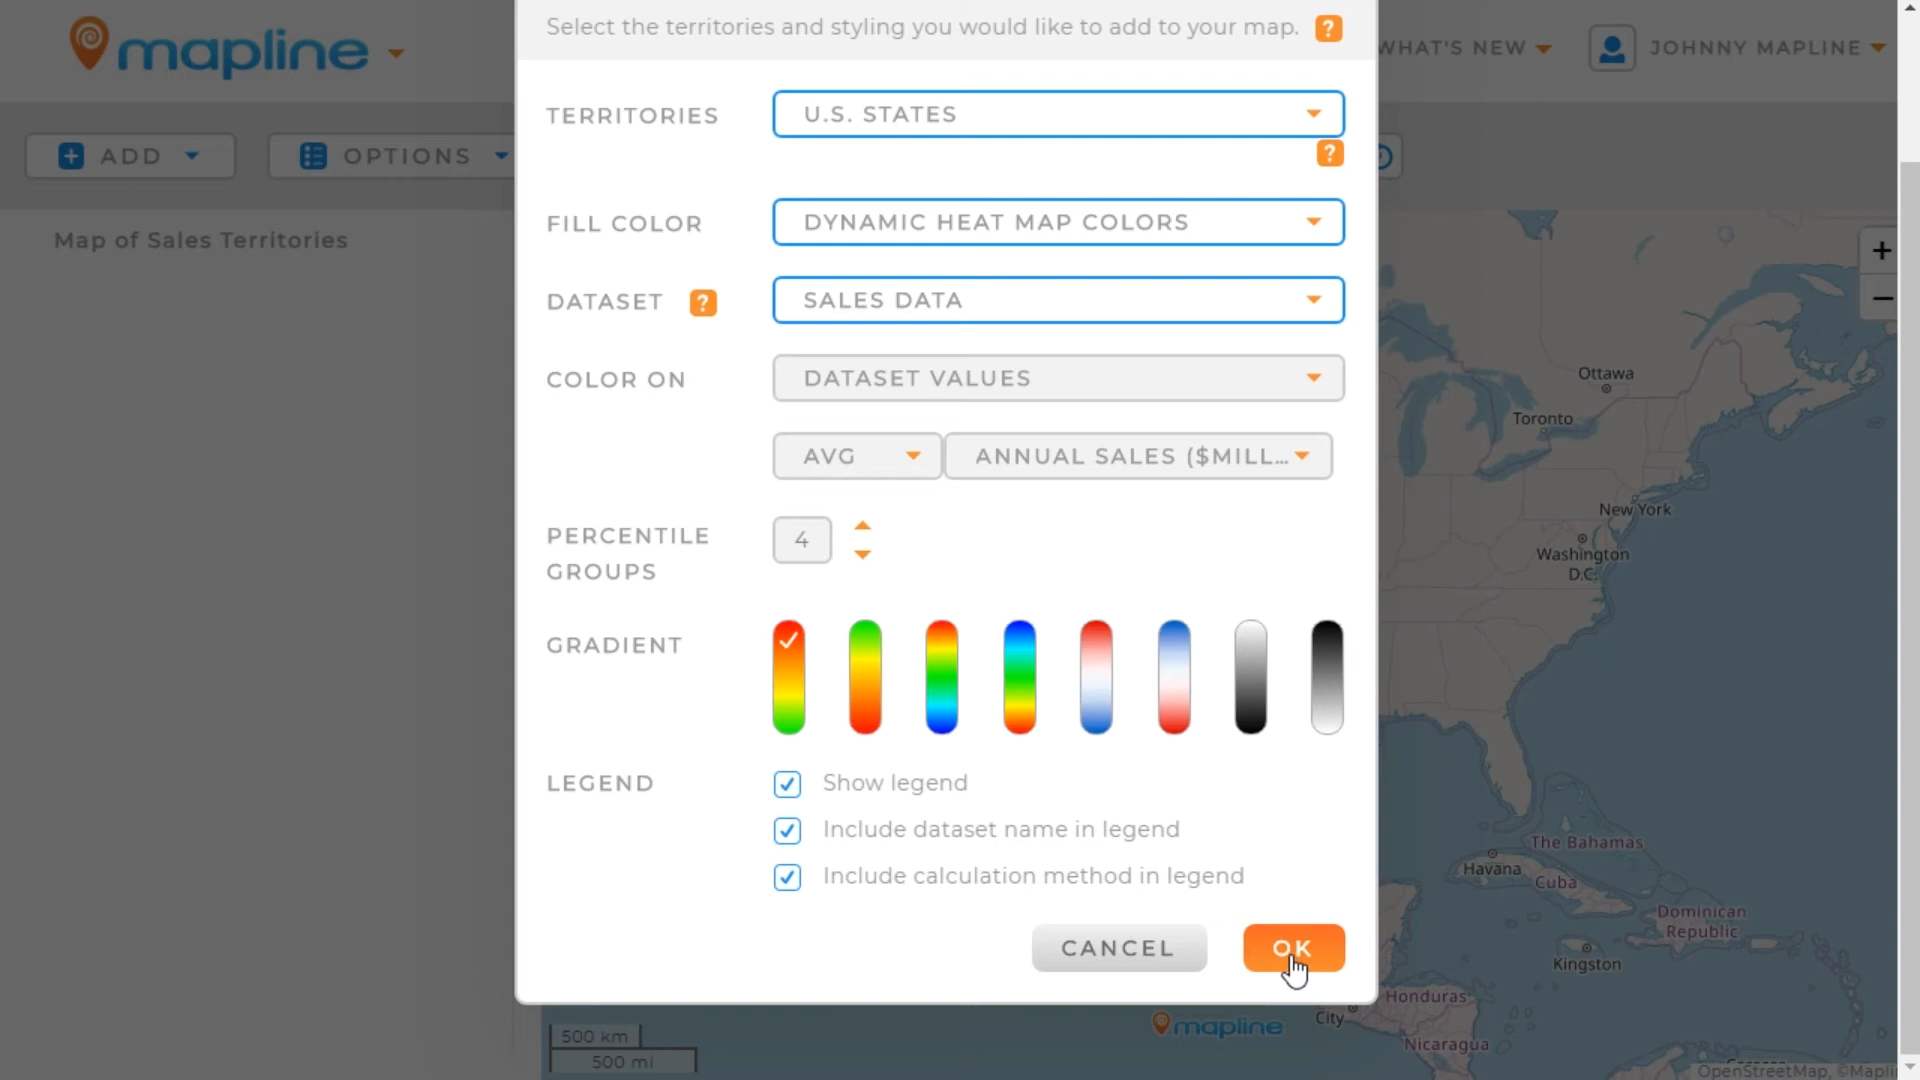 Select the territories and styling you would like to add to your map. ?
mapline
WHAT'S NEW
JOHNNY MAPLINE
ADD
OPTIONS
Map of Sales Territories
TERRITORIES
U.S. STATES
?
FILL COLOR
DYNAMIC HEAT MAP COLORS
DATASET ?
SALES DATA
COLOR ON
DATASET VALUES
AVG
ANNUAL SALES ($MILL…
PERCENTILE
GROUPS
4
GRADIENT
LEGEND
Show legend
Include dataset name in legend
Include calculation method in legend
CANCEL
OK
+
−
Ottawa
Toronto
New York
Washington
D.C.
The Bahamas
Havana
Cuba
Dominican
Republic
Kingston
Honduras
City
Nicaragua
mapline
500 km
500 mi
OpenStreetMap, ©Mapli